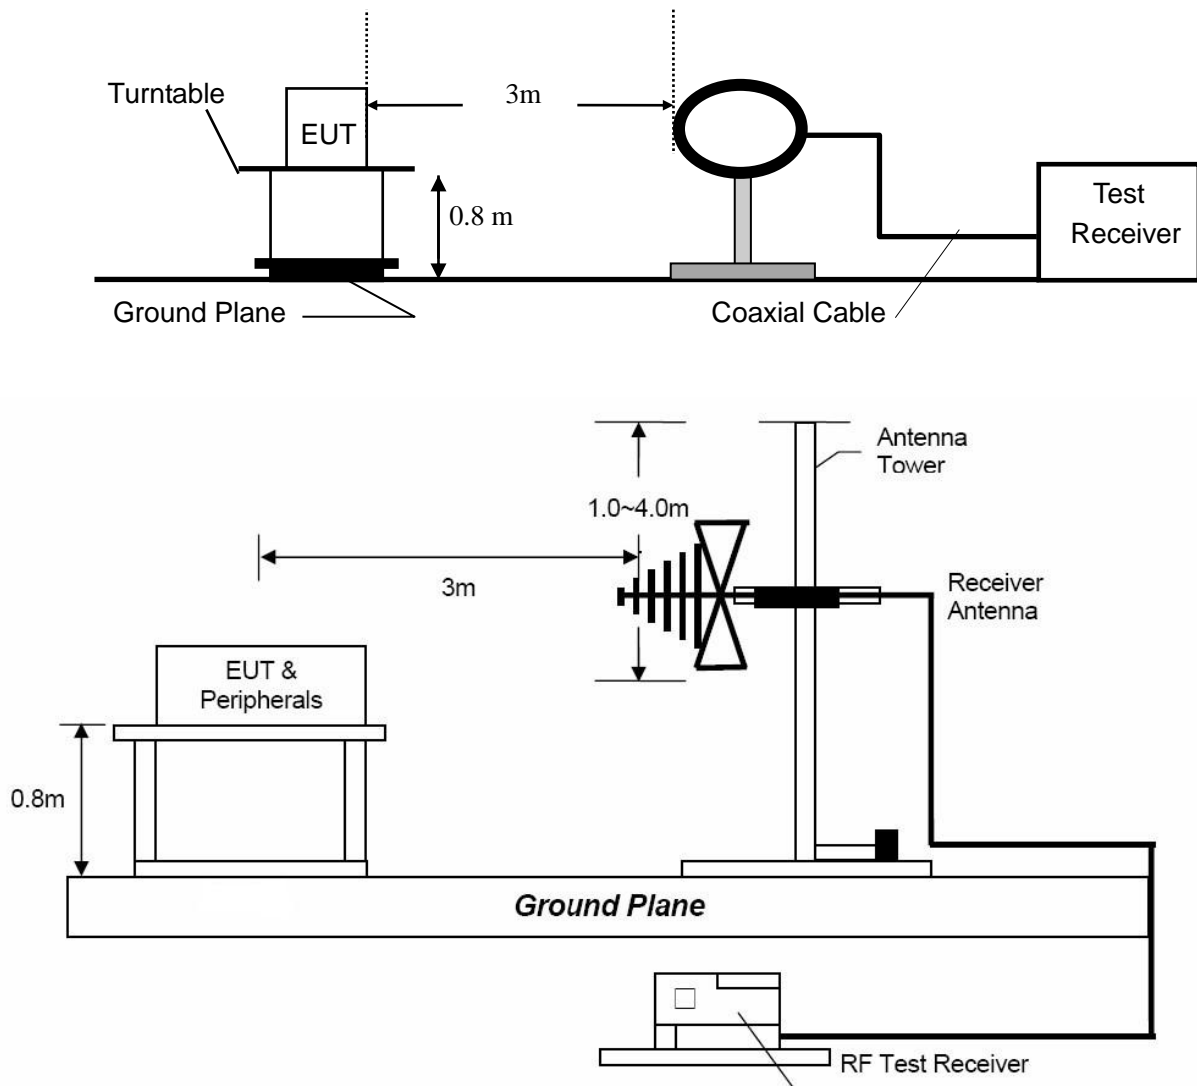 3m
Turntable
EUT
0.8 m
Test
Receiver
Ground Plane
Coaxial Cable
Antenna
Tower
1.0~4.0m
3m
Receiver
Antenna
EUT &
Peripherals
0.8m
Ground Plane
RF Test Receiver